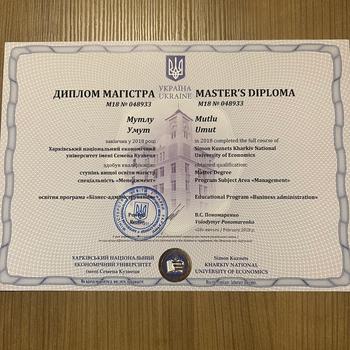 УКРАЇНА
UKRAINE
ДИПЛОМ МАГІСТРА
М18 № 048933
Мутлу
Умут
закінчив у 2018 році
Харківський національний економічний
університет імені Семена Кузнеця
здобув кваліфікацію:
ступінь вищої освіти магістр
спеціальність «Менеджмент»
освітня програма «Бізнес-адміністрування»
MASTER'S DIPLOMA
M18 № 048933
Mutlu
Umut
in 2018 completed the full course of
Simon Kuznets Kharkiv National
University of Economics
obtained qualification:
Master Degree
Program Subject Area «Management»
Educational Program «Business administration»
В.С. Пономаренко
Volodymyr Ponomarenko
ХАРКІВСЬКИЙ НАЦІОНАЛЬНИЙ
ЕКОНОМІЧНИЙ УНІВЕРСИТЕТ
імені Семена Кузнеця
Simon Kuznets
KHARKIV NATIONAL
UNIVERSITY OF ECONOMICS